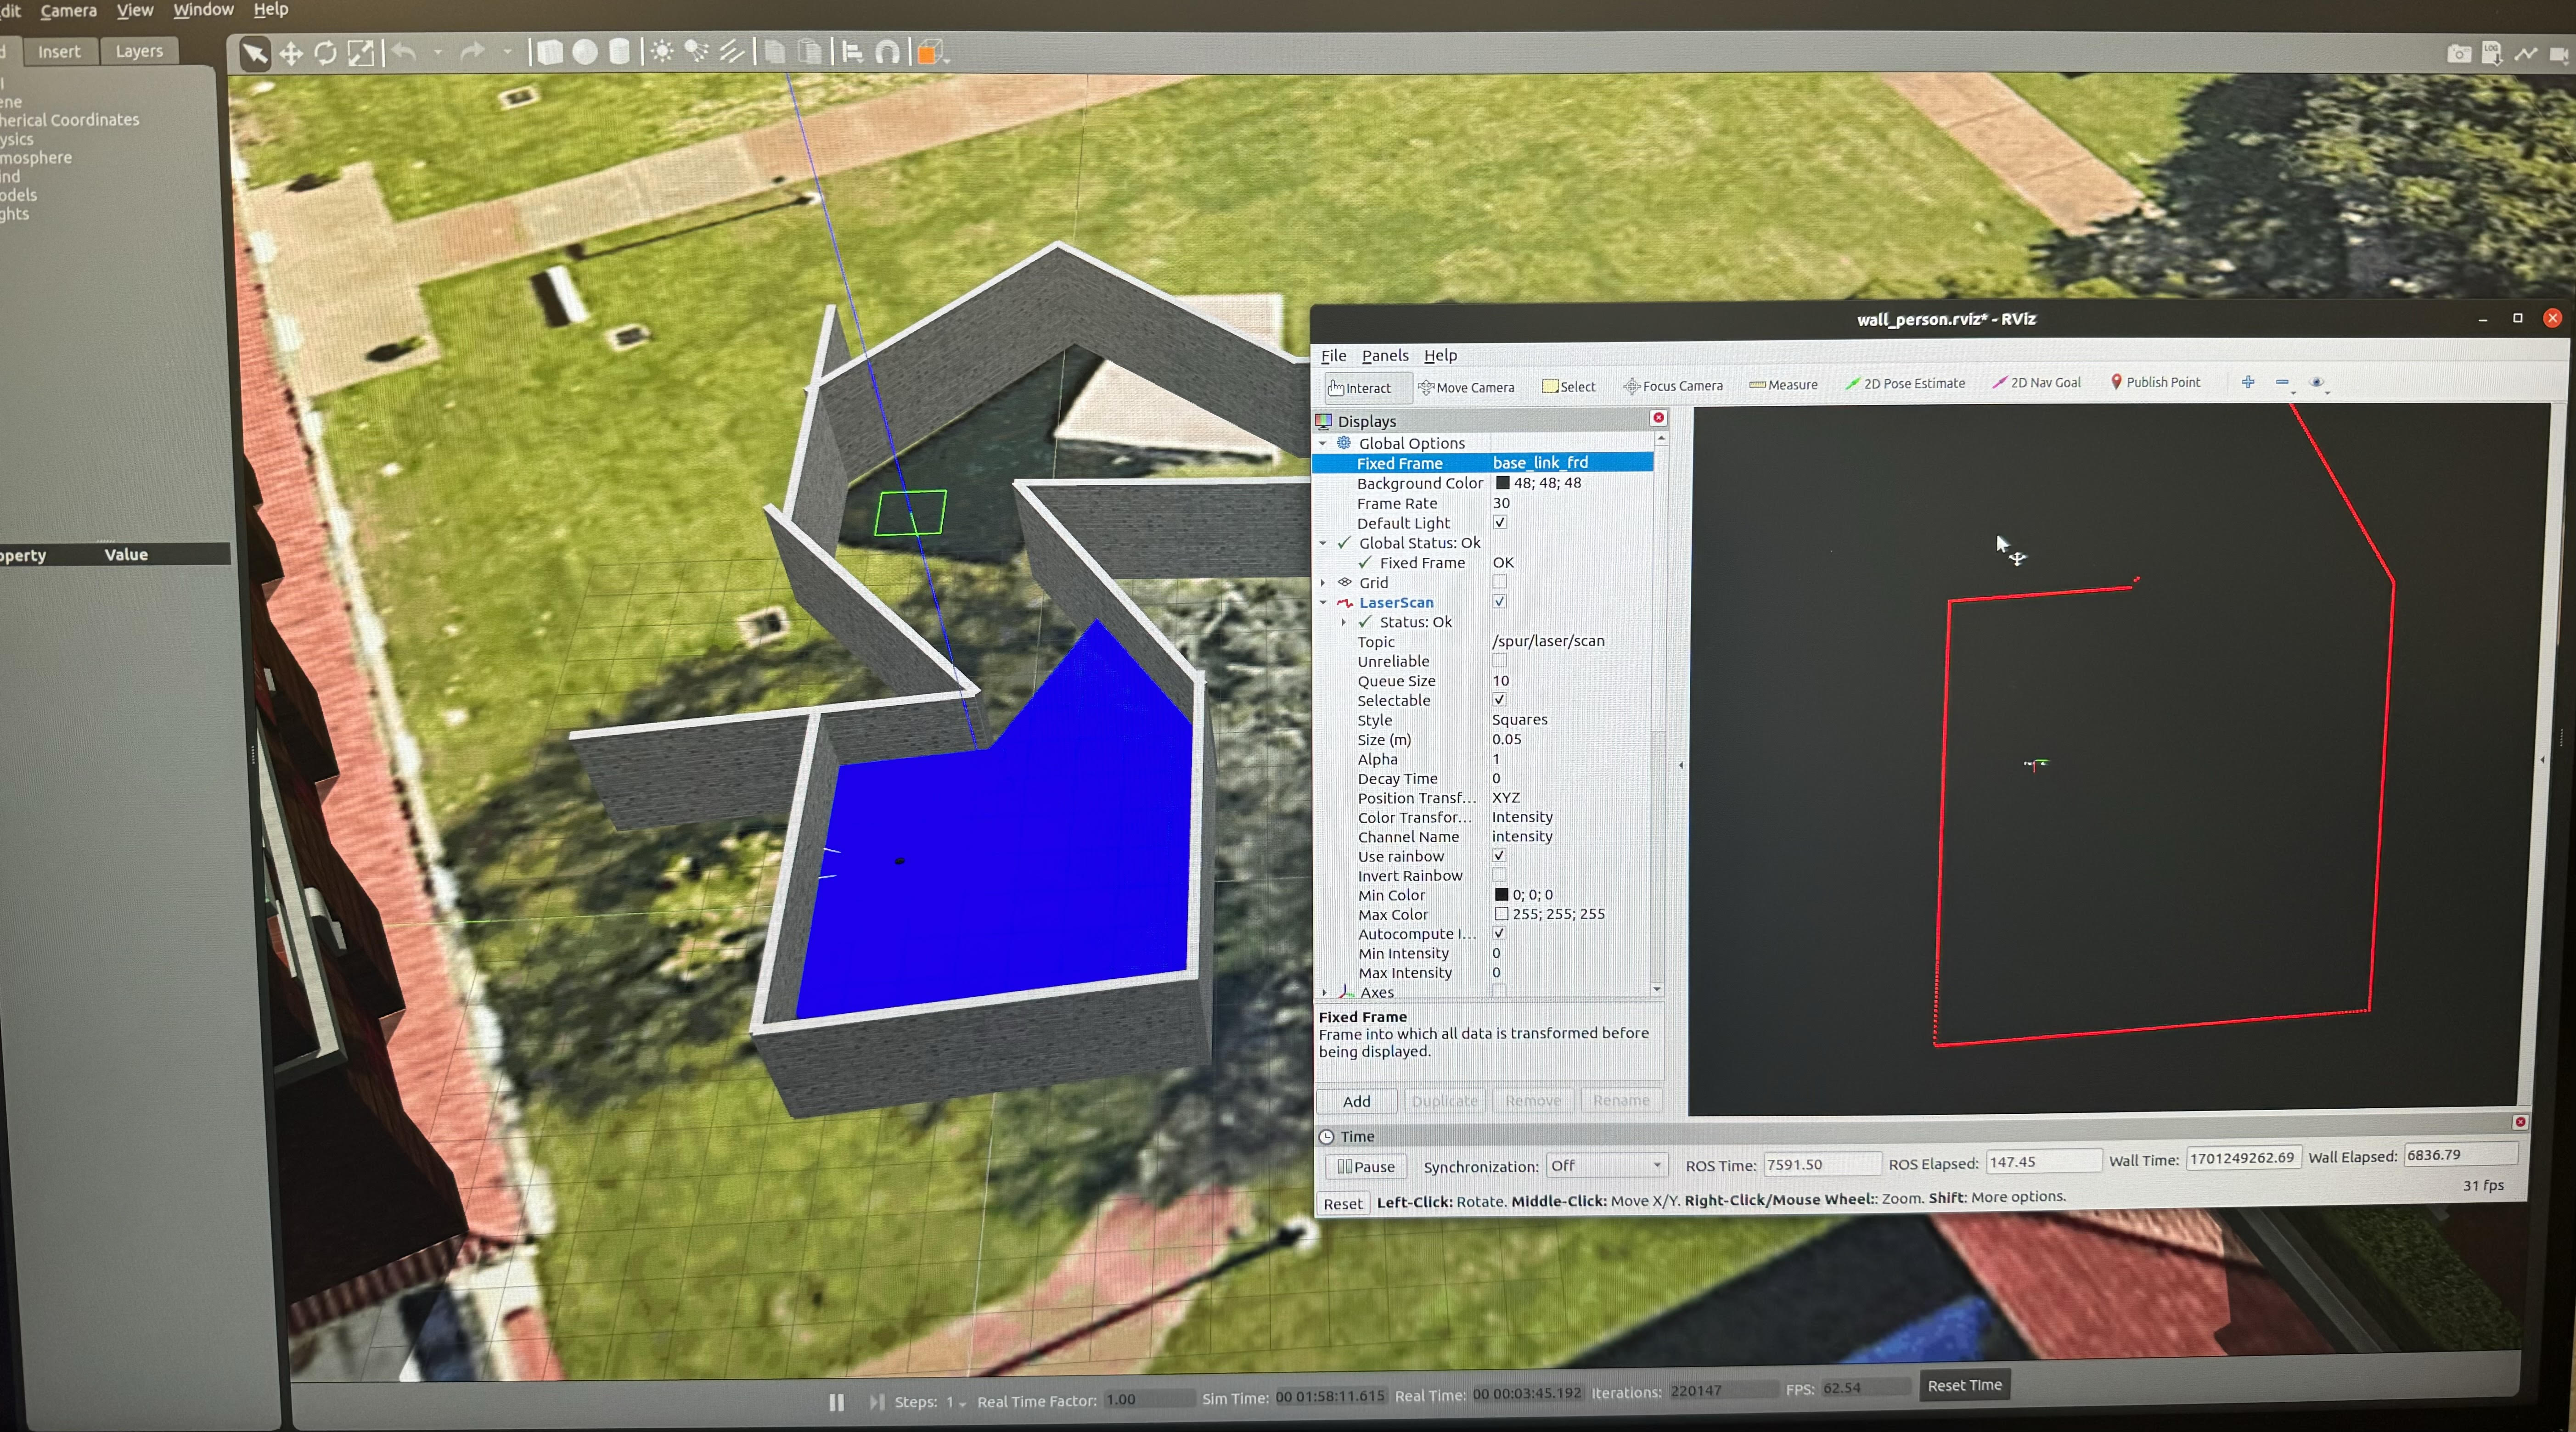 dit Camera View Window Help
d Insert Layers
l
ene
herical Coordinates
ysics
mosphere
ind
odels
ghts
operty Value
LOG
wall_person.rviz* - RViz
File Panels Help
Interact Move Camera Select Focus Camera Measure 2D Pose Estimate 2D Nav Goal Publish Point
Displays
Global Options
Fixed Frame base_link_frd
Background Color 48; 48; 48
Frame Rate 30
Default Light
Global Status: Ok
Fixed Frame OK
Grid
LaserScan
Status: Ok
Topic /spur/laser/scan
Unreliable
Queue Size 10
Selectable
Style Squares
Size (m) 0.05
Alpha 1
Decay Time 0
Position Transf... XYZ
Color Transfor... Intensity
Channel Name intensity
Use rainbow
Invert Rainbow
Min Color 0; 0; 0
Max Color 255; 255; 255
Autocompute I...
Min Intensity 0
Max Intensity 0
Axes
Fixed Frame
Frame into which all data is transformed before
being displayed.
Add Duplicate Remove Rename
Time
Pause Synchronization: Off ROS Time: 7591.50 ROS Elapsed: 147.45 Wall Time: 1701249262.69 Wall Elapsed: 6836.79
Reset Left-Click: Rotate. Middle-Click: Move X/Y. Right-Click/Mouse Wheel:: Zoom. Shift: More options. 31 fps
Steps: 1 Real Time Factor: 1.00 Sim Time: 00 01:58:11.615 Real Time: 00 00:03:45.192 Iterations: 220147 FPS: 62.54 Reset Time